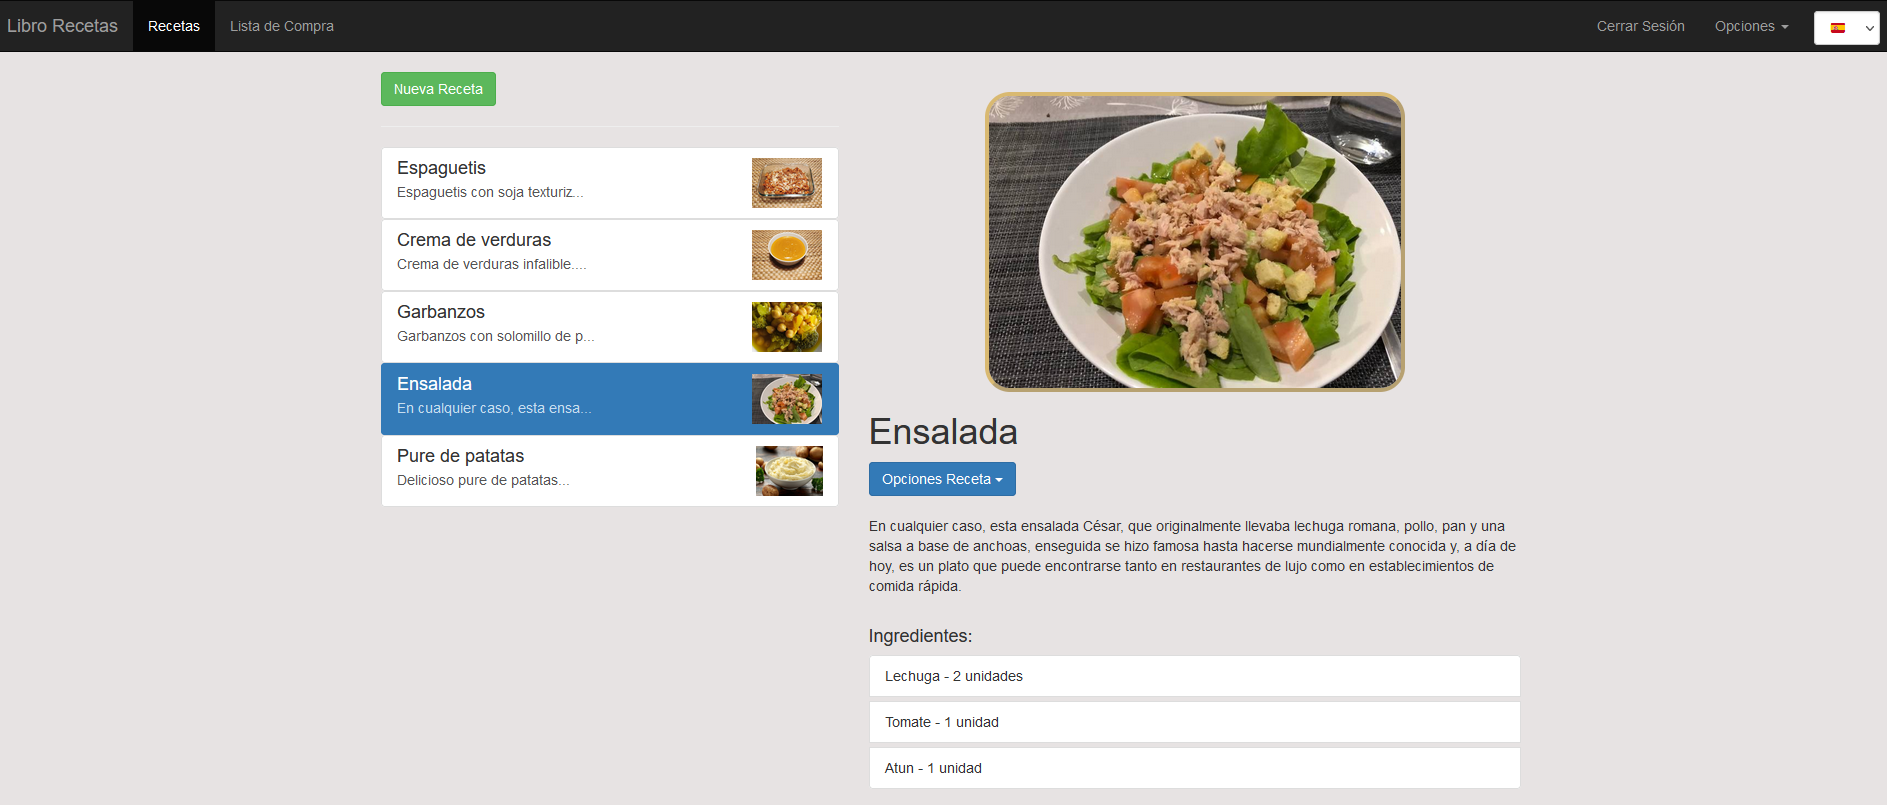 Libro Recetas
Recetas
Lista de Compra
Cerrar Sesión
Opciones
Nueva Receta
Espaguetis
Espaguetis con soja texturiz...
Crema de verduras
Crema de verduras infalible....
Garbanzos
Garbanzos con solomillo de p...
Ensalada
En cualquier caso, esta ensa...
Pure de patatas
Delicioso pure de patatas...
Ensalada
Opciones Receta
En cualquier caso, esta ensalada César, que originalmente llevaba lechuga romana, pollo, pan y una
salsa a base de anchoas, enseguida se hizo famosa hasta hacerse mundialmente conocida y, a día de
hoy, es un plato que puede encontrarse tanto en restaurantes de lujo como en establecimientos de
comida rápida.
Ingredientes:
Lechuga - 2 unidades
Tomate - 1 unidad
Atun - 1 unidad